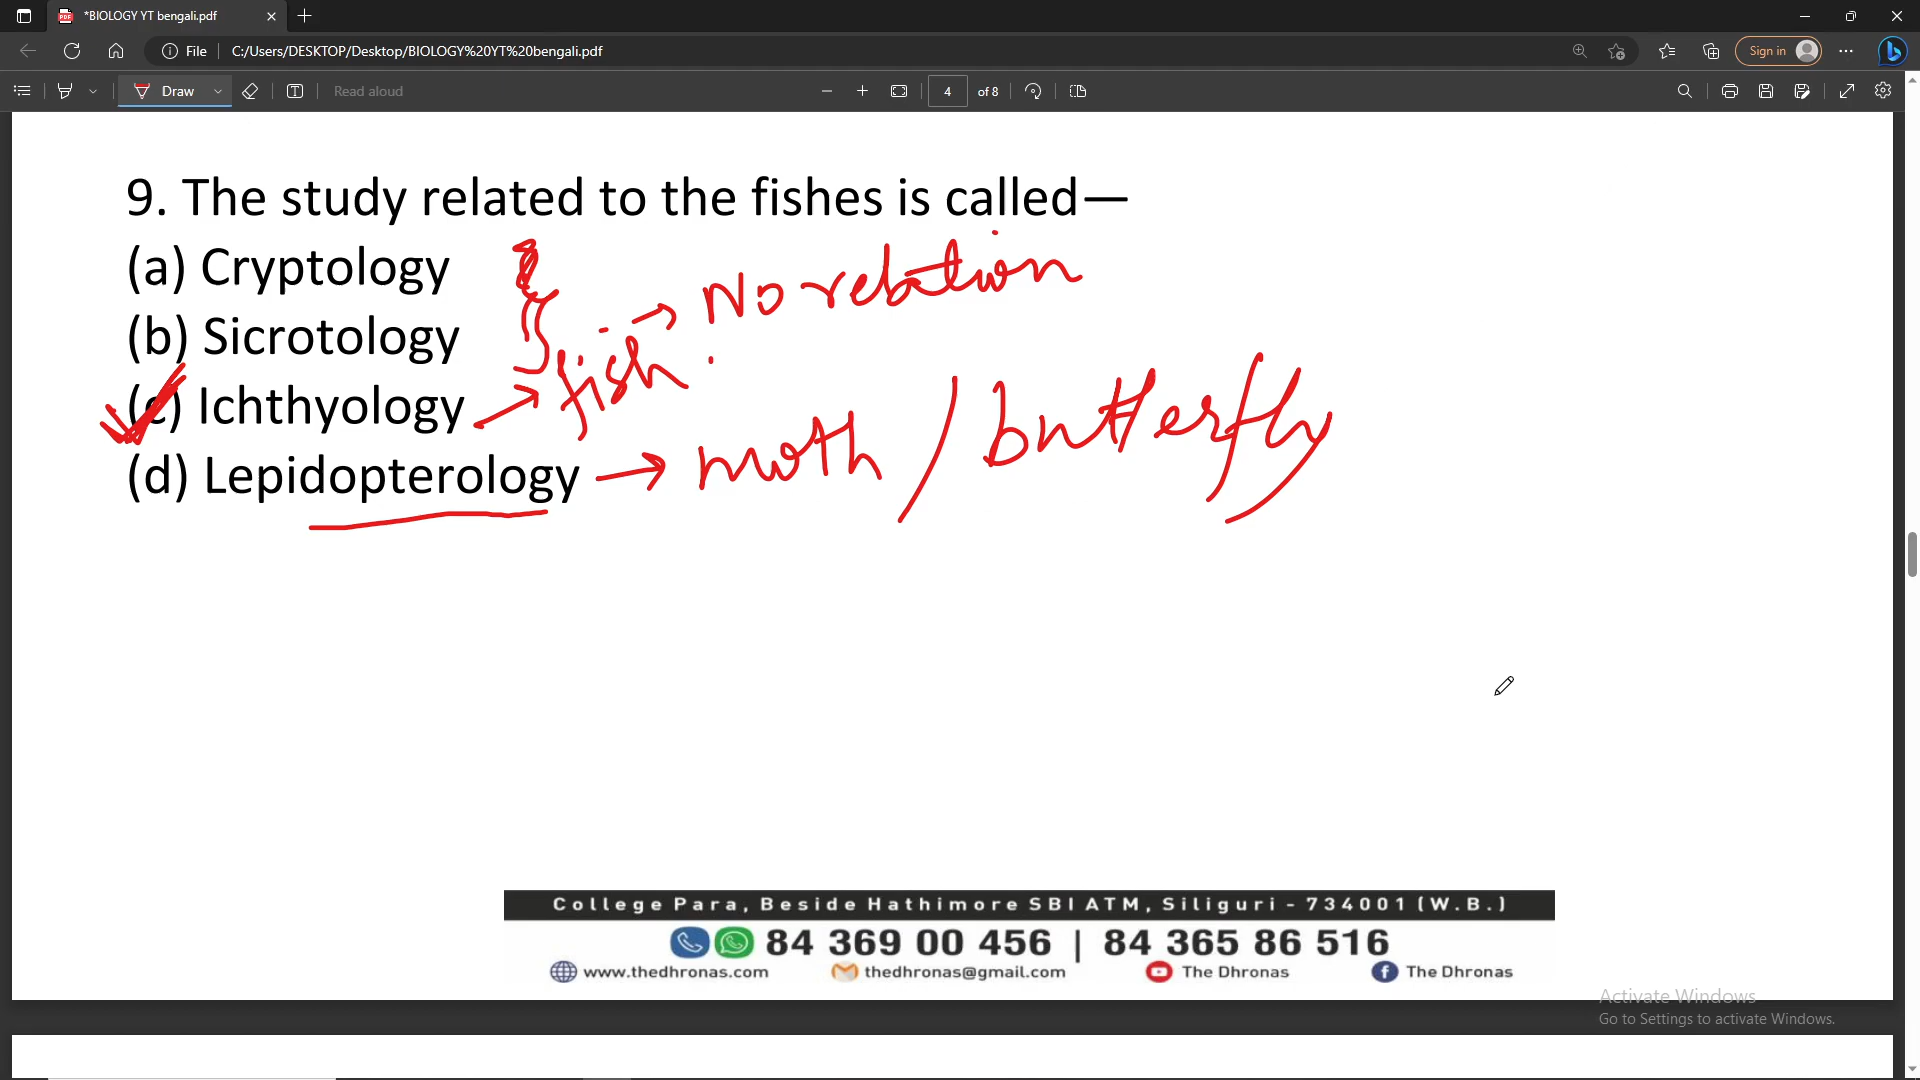 *BIOLOGY YT bengali.pdf
File
C:/Users/DESKTOP/Desktop/BIOLOGY%20YT%20bengali.pdf
Sign in
Draw
Read aloud
4 of 8
9. The study related to the fishes is called—
(a) Cryptology
→ No relation
(b) Sicrotology
(c) Ichthyology → fish
(d) Lepidopterology → moth / butterfly
College Para, Beside Hathimore SBI ATM, Siliguri - 734001 (W.B.)
84 369 00 456 | 84 365 86 516
www.thedhronas.com thedhronas@gmail.com The Dhronas The Dhronas
Activate Windows
Go to Settings to activate Windows.